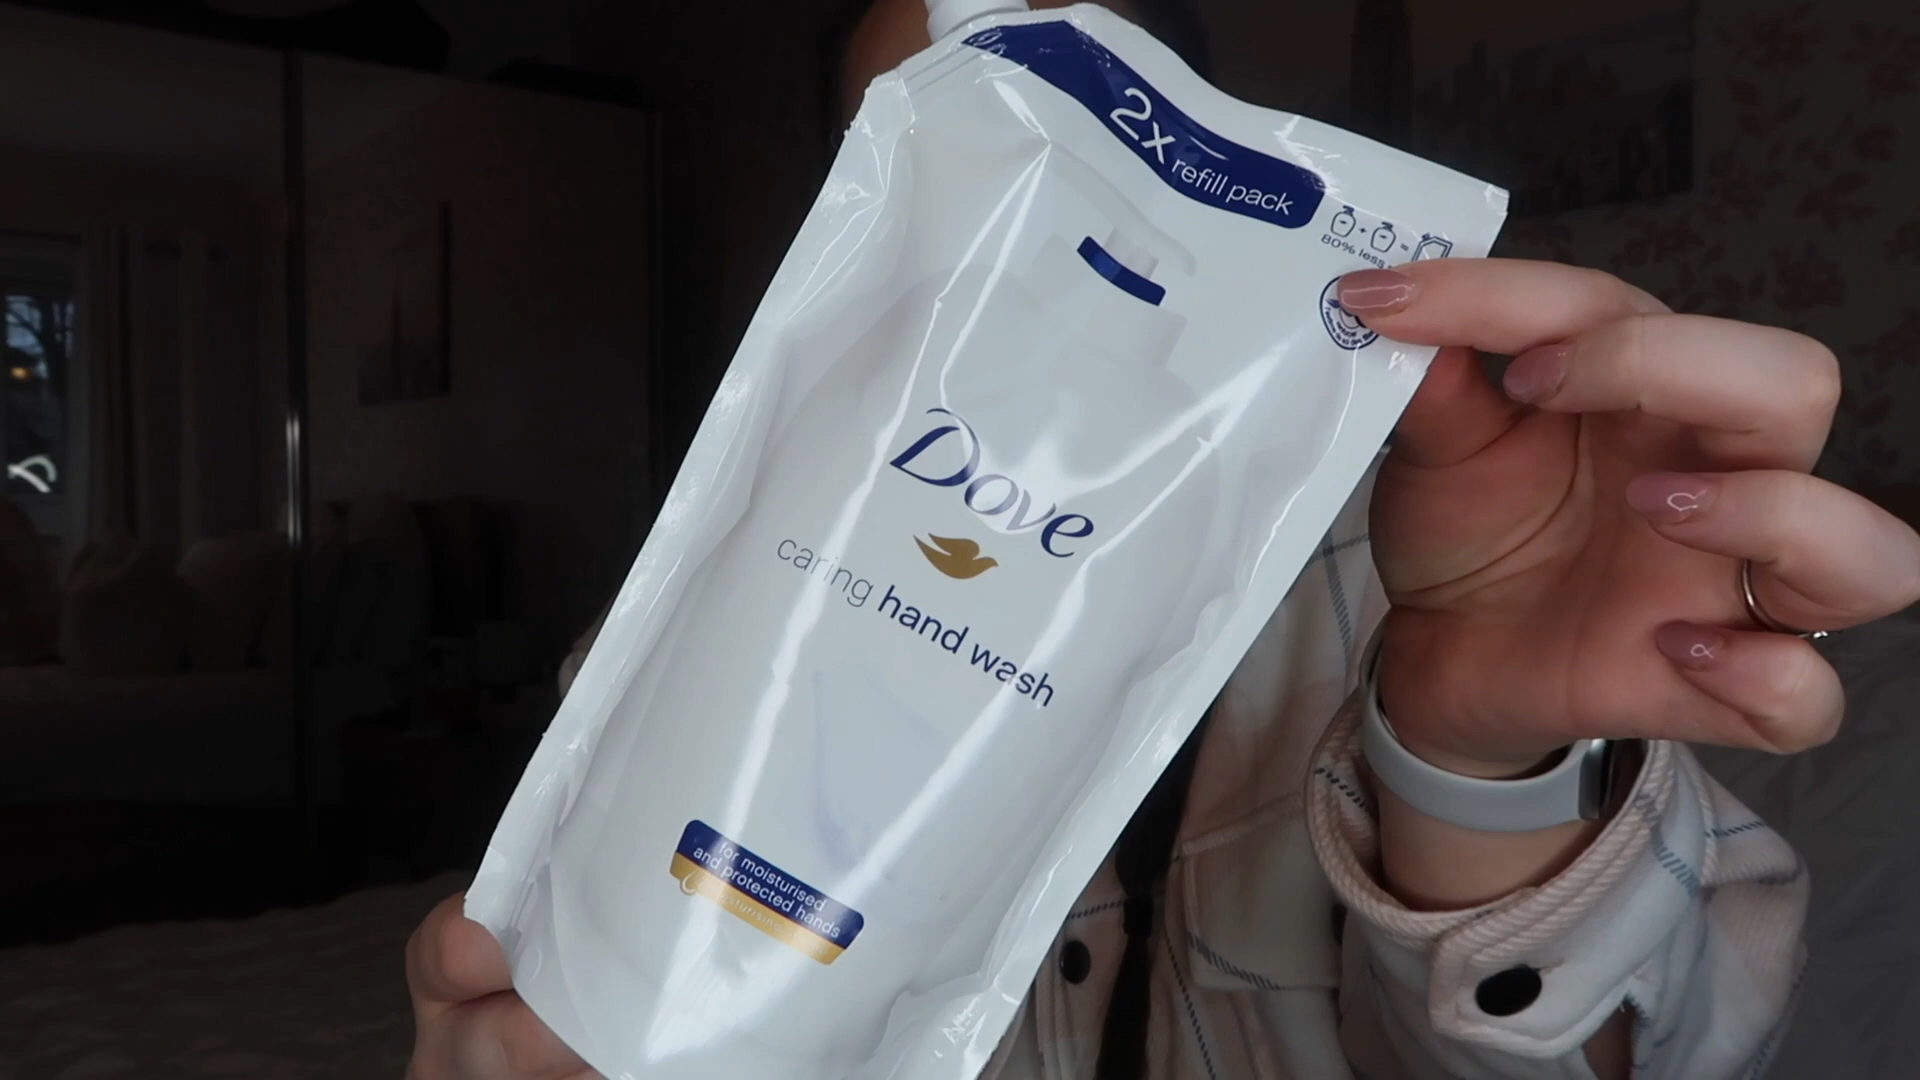 2x refill pack
80% less
Dove
caring hand wash
for moisturised
and protected hands